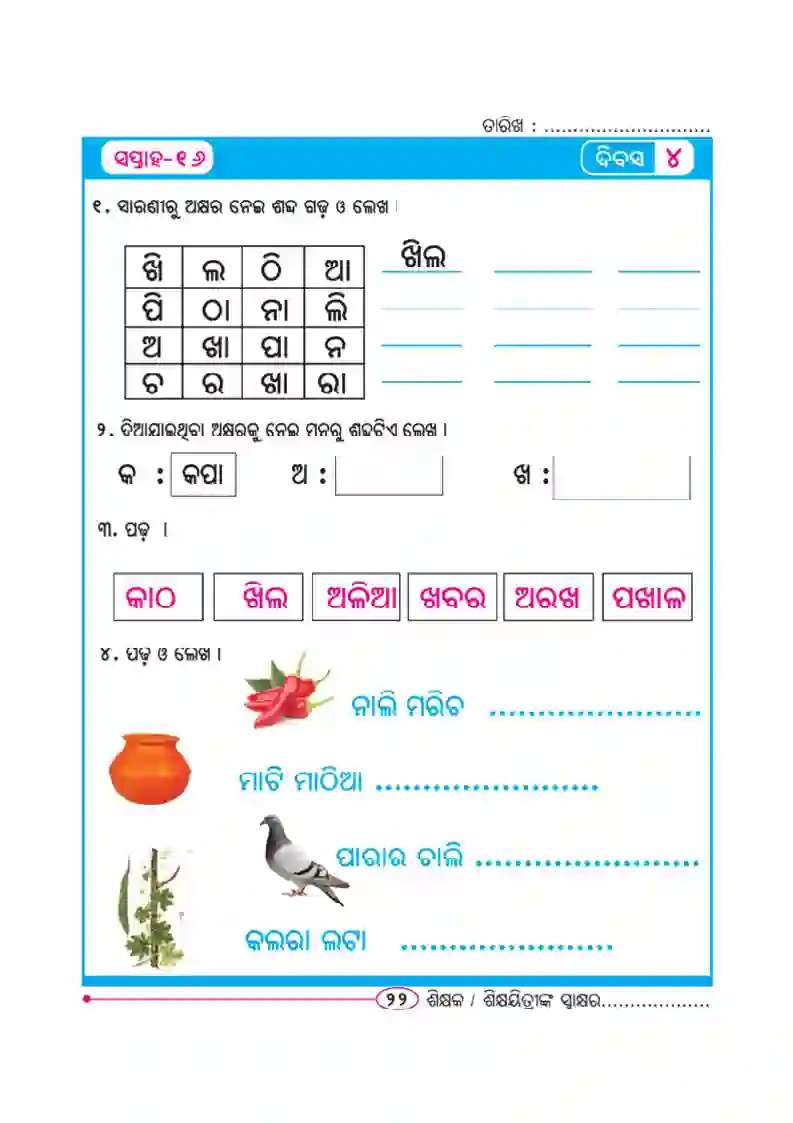 ତାରିଖ : .............................
ସପ୍ତାହ-୧୬ ଦିବସ ୪
୧. ସାରଣୀରୁ ଅକ୍ଷର ନେଇ ଶବ୍ଦ ଗଢ଼ ଓ ଲେଖ ।
ଖି ଲ ଠି ଆ ଖିଲ
ପି ଠା ନା ଲି
ଅ ଖା ପା ନ
ଚ ର ଖା ରା
୨. ଦିଆଯାଇଥିବା ଅକ୍ଷରକୁ ନେଇ ମନରୁ ଶବ୍ଦଟିଏ ଲେଖ ।
କ : କପା ଅ : ଖ :
୩. ପଢ଼ ।
କାଠ ଖିଲ ଅଳିଆ ଖବର ଅରଖ ପଖାଳ
୪. ପଢ଼ ଓ ଲେଖ ।
ନାଲି ମରିଚ ......................
ମାଟି ମାଠିଆ .......................
ପାରାର ଚାଲି .......................
କଲରା ଲଟା ......................
୨୨ ଶିକ୍ଷକ / ଶିକ୍ଷୟିତ୍ରୀଙ୍କ ସ୍ୱାକ୍ଷର...................